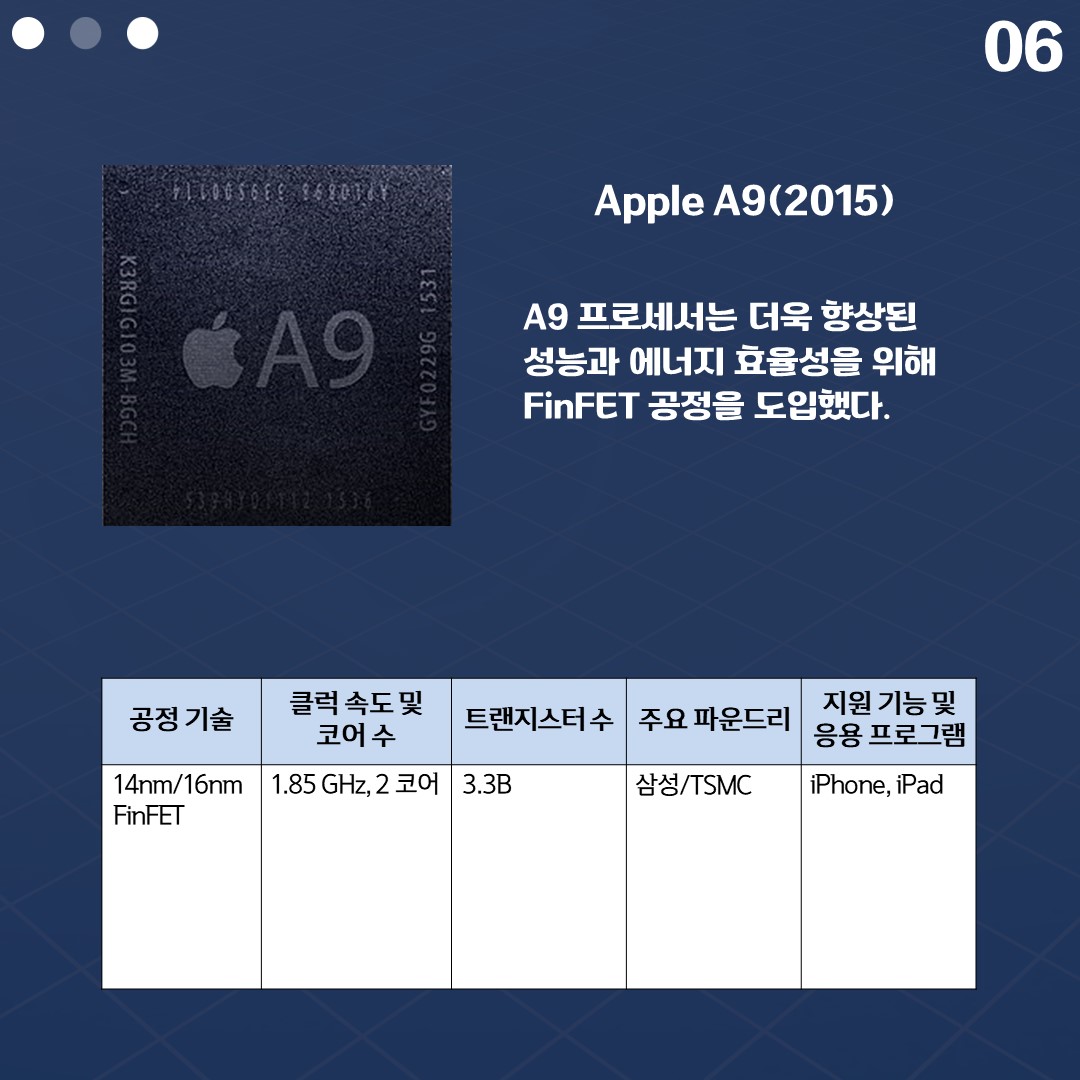 06
Apple A9(2015)
A9 프로세서는 더욱 향상된
성능과 에너지 효율성을 위해
FinFET 공정을 도입했다.
APL0898 339S00114
K3RG1G103M-BGCH
A9
GYF0229G 1531
공정 기술
클럭 속도 및
코어 수
트랜지스터 수
주요 파운드리
지원 기능 및
응용 프로그램
14nm/16nm
FinFET
1.85 GHz, 2 코어
3.3B
삼성/TSMC
iPhone, iPad